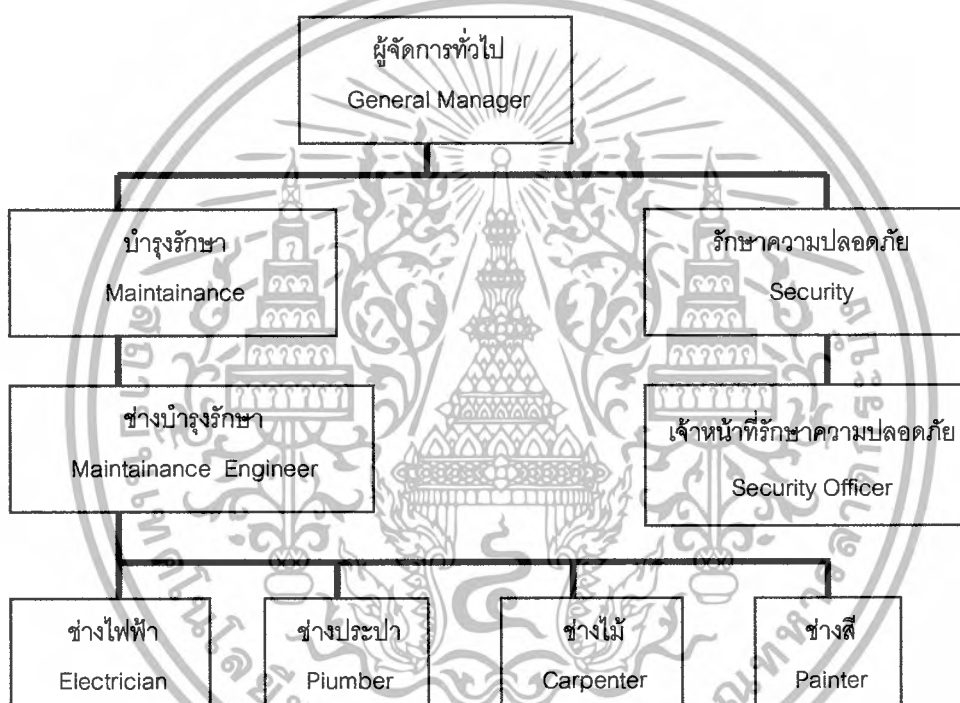 ผู้จัดการทั่วไป
General Manager
บำรุงรักษา
Maintainance
รักษาความปลอดภัย
Security
ช่างบำรุงรักษา
Maintainance Engineer
เจ้าหน้าที่รักษาความปลอดภัย
Security Officer
ช่างไฟฟ้า
Electrician
ช่างประปา
Piumber
ช่างไม้
Carpenter
ช่างสี
Painter